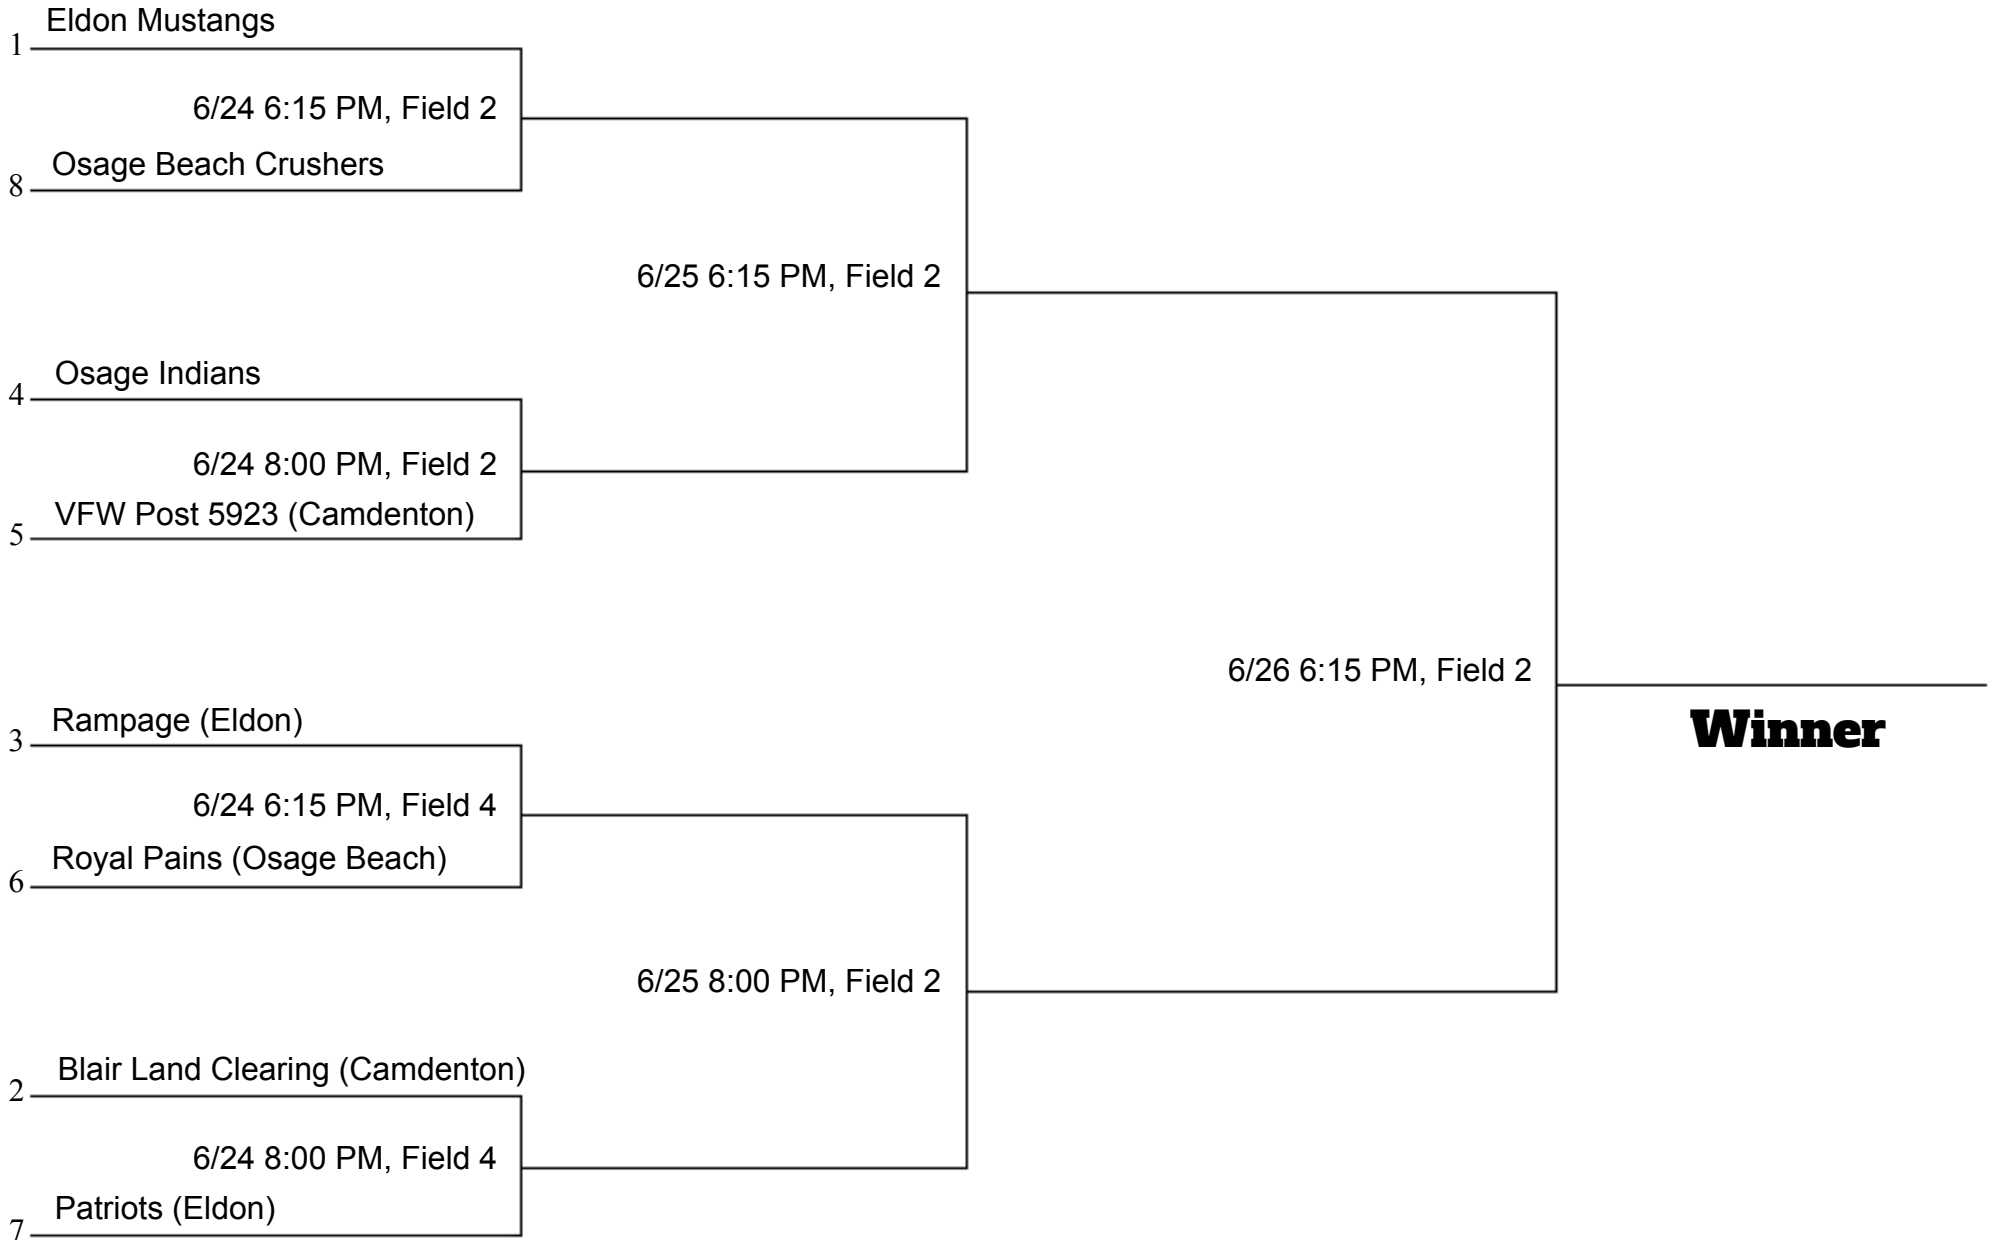 Eldon Mustangs
1
6/24 6:15 PM, Field 2
Osage Beach Crushers
8
6/25 6:15 PM, Field 2
Osage Indians
4
6/24 8:00 PM, Field 2
VFW Post 5923 (Camdenton)
5
6/26 6:15 PM, Field 2
Winner
Rampage (Eldon)
3
6/24 6:15 PM, Field 4
Royal Pains (Osage Beach)
6
6/25 8:00 PM, Field 2
Blair Land Clearing (Camdenton)
2
6/24 8:00 PM, Field 4
Patriots (Eldon)
7